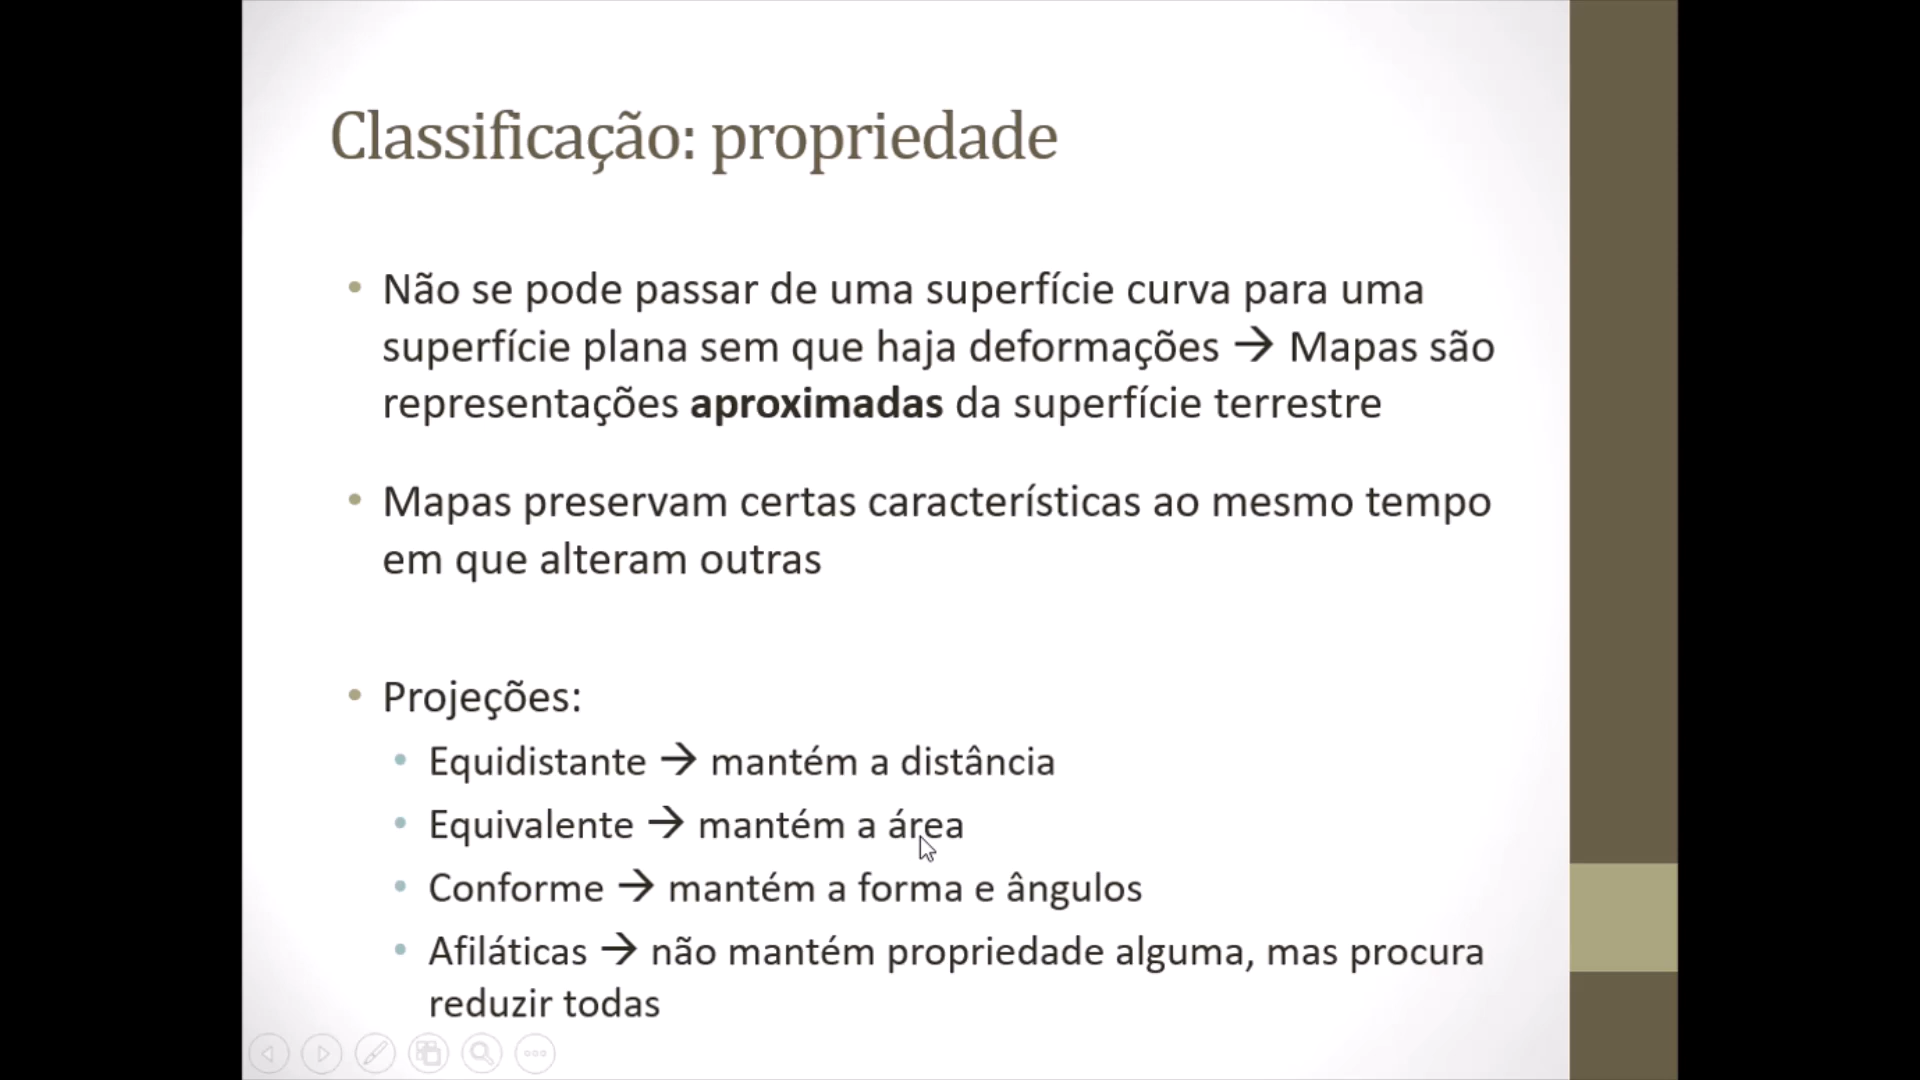 Classificação: propriedade
• Não se pode passar de uma superfície curva para uma
superfície plana sem que haja deformações → Mapas são
representações aproximadas da superfície terrestre
• Mapas preservam certas características ao mesmo tempo
em que alteram outras
• Projeções:
• Equidistante → mantém a distância
• Equivalente → mantém a área
• Conforme → mantém a forma e ângulos
• Afiláticas → não mantém propriedade alguma, mas procura
reduzir todas